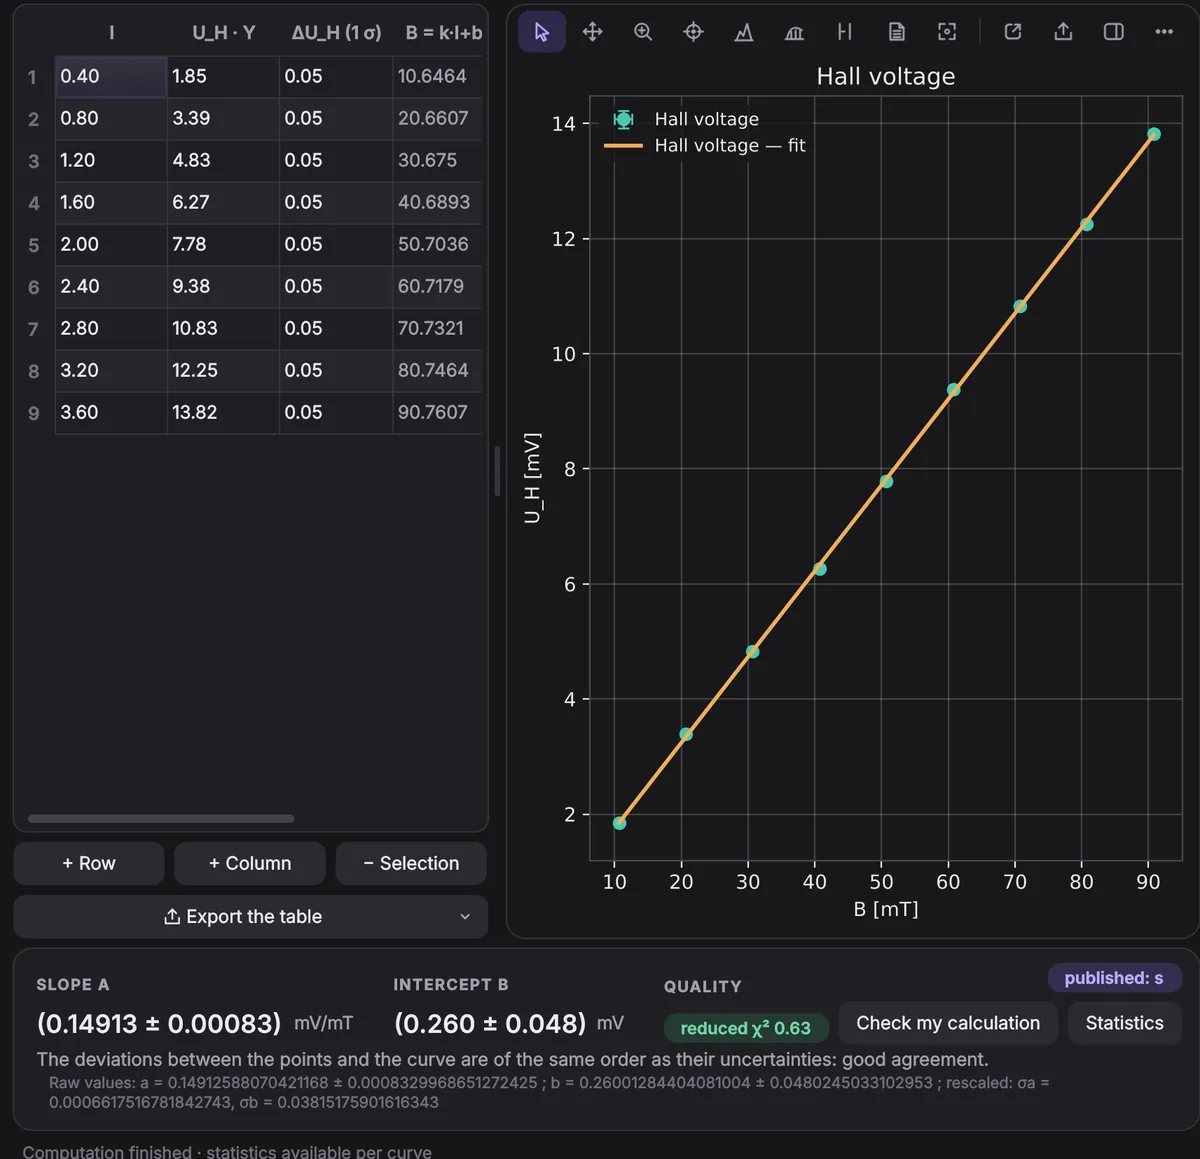 I U_H · Y ΔU_H (1 σ) B = k·I+b
1 0.40 1.85 0.05 10.6464
2 0.80 3.39 0.05 20.6607
3 1.20 4.83 0.05 30.675
4 1.60 6.27 0.05 40.6893
5 2.00 7.78 0.05 50.7036
6 2.40 9.38 0.05 60.7179
7 2.80 10.83 0.05 70.7321
8 3.20 12.25 0.05 80.7464
9 3.60 13.82 0.05 90.7607
+ Row + Column − Selection
Export the table
Hall voltage
Hall voltage
Hall voltage — fit
14
12
10
8
6
4
2
U_H [mV]
10 20 30 40 50 60 70 80 90
B [mT]
SLOPE A INTERCEPT B QUALITY published: s
(0.14913 ± 0.00083) mV/mT (0.260 ± 0.048) mV reduced χ² 0.63 Check my calculation Statistics
The deviations between the points and the curve are of the same order as their uncertainties: good agreement.
Raw values: a = 0.14912588070421168 ± 0.0008329968651272425 ; b = 0.26001284404081004 ± 0.0480245033102953 ; rescaled: σa =
0.0006617516781842743, σb = 0.03815175901616343
Computation finished · statistics available per curve